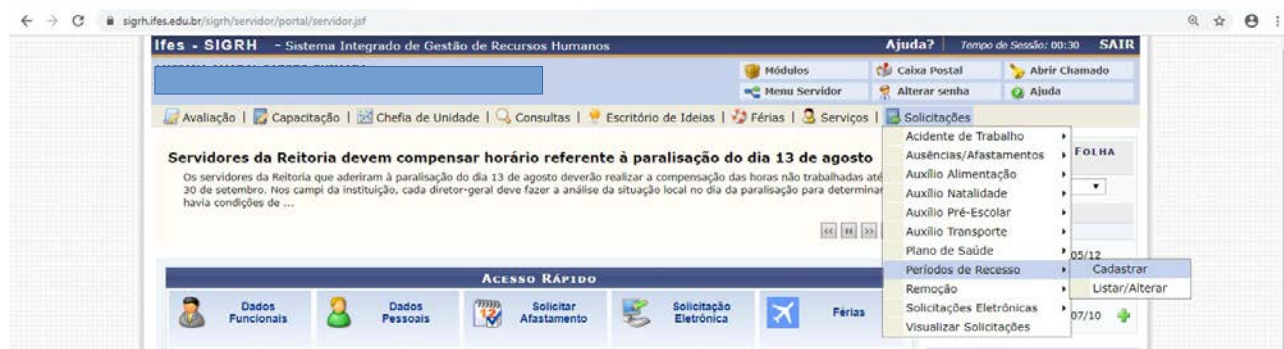 sigrh.ifes.edu.br/sigrh/servidor/portal/servidor.jsf
Ifes - SIGRH - Sistema Integrado de Gestão de Recursos Humanos Ajuda? Tempo de Sessão: 00:30 SAIR
Módulos Caixa Postal Abrir Chamado
Menu Servidor Alterar senha Ajuda
Avaliação | Capacitação | Chefia de Unidade | Consultas | Escritório de Ideias | Férias | Serviços | Solicitações
Acidente de Trabalho
Ausências/Afastamentos
Auxílio Alimentação
Auxílio Natalidade
Auxílio Pré-Escolar
Auxílio Transporte
Plano de Saúde
Períodos de Recesso
Remoção
Solicitações Eletrônicas
Visualizar Solicitações
Cadastrar
Listar/Alterar
FOLHA
05/12
07/10
Servidores da Reitoria devem compensar horário referente à paralisação do dia 13 de agosto
Os servidores da Reitoria que aderiram à paralisação do dia 13 de agosto deverão realizar a compensação das horas não trabalhadas até
30 de setembro. Nos campi da instituição, cada diretor-geral deve fazer a análise da situação local no dia da paralisação para determinar
havia condições de ...
ACESSO RÁPIDO
Dados Funcionais
Dados Pessoais
Solicitar Afastamento
Solicitação Eletrônica
Férias